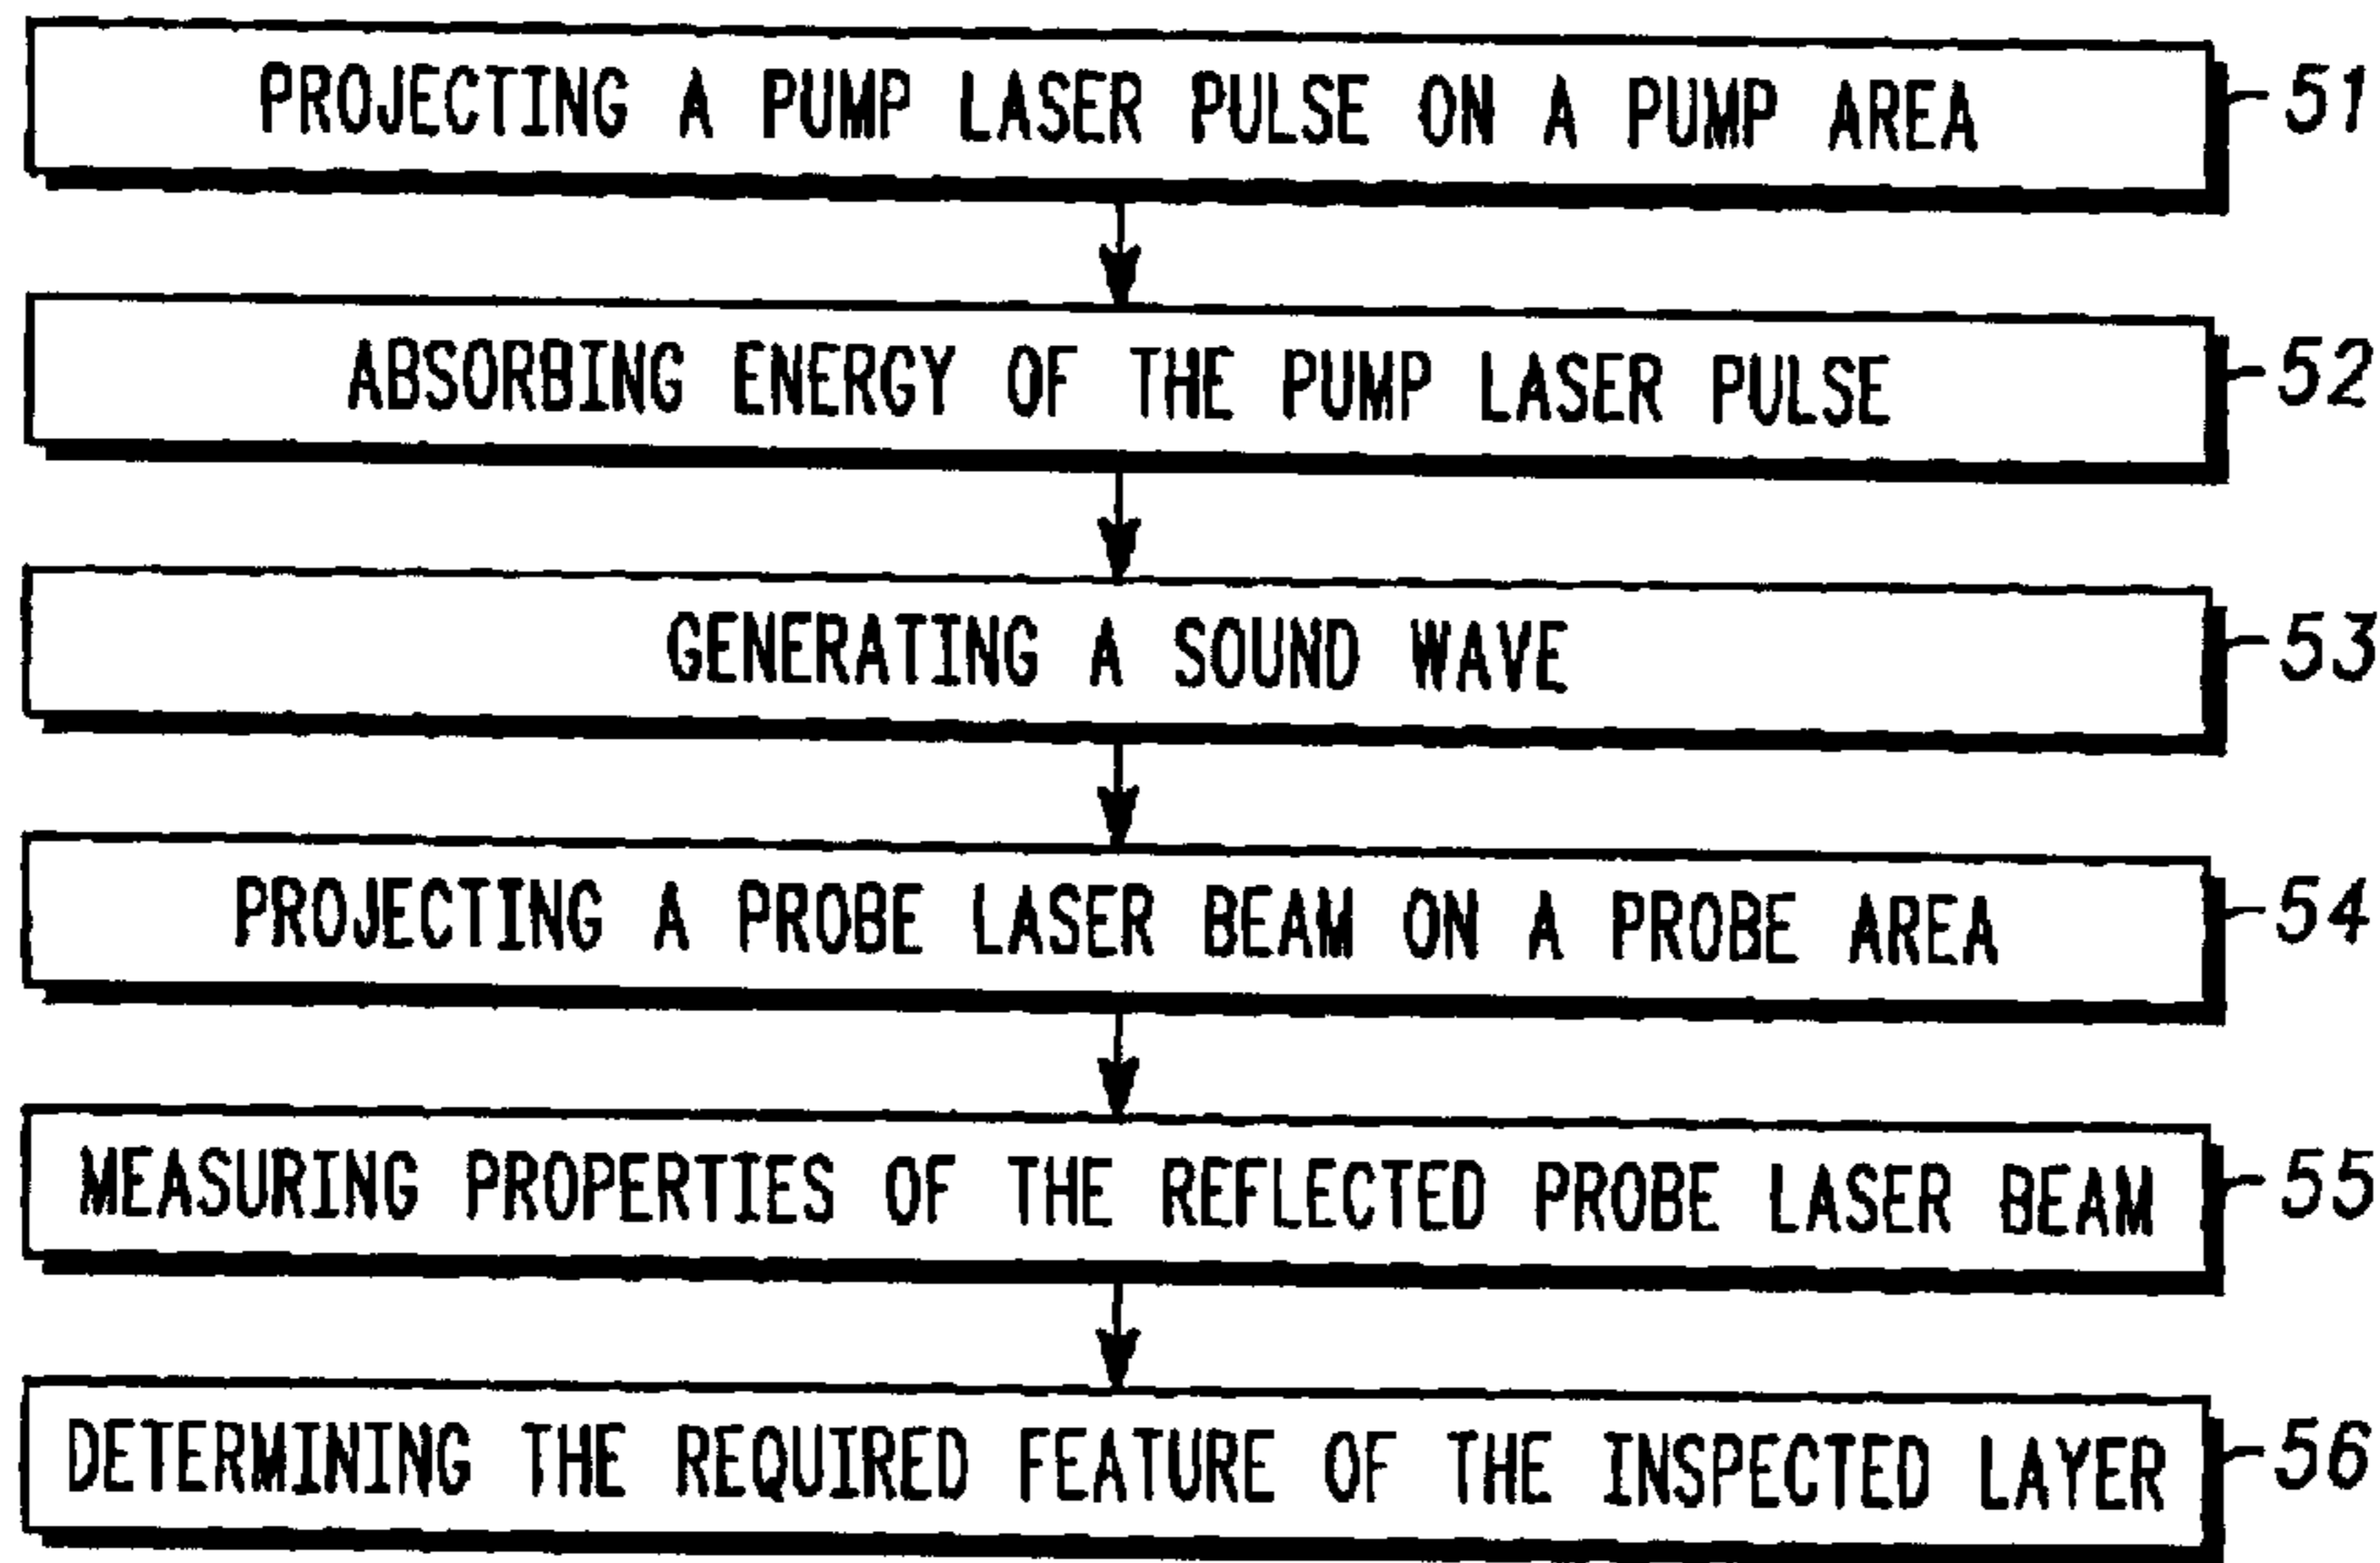 PROJECTING A PUMP LASER PULSE ON A PUMP AREA 51
ABSORBING ENERGY OF THE PUMP LASER PULSE 52
GENERATING A SOUND WAVE 53
PROJECTING A PROBE LASER BEAM ON A PROBE AREA 54
MEASURING PROPERTIES OF THE REFLECTED PROBE LASER BEAM 55
DETERMINING THE REQUIRED FEATURE OF THE INSPECTED LAYER 56